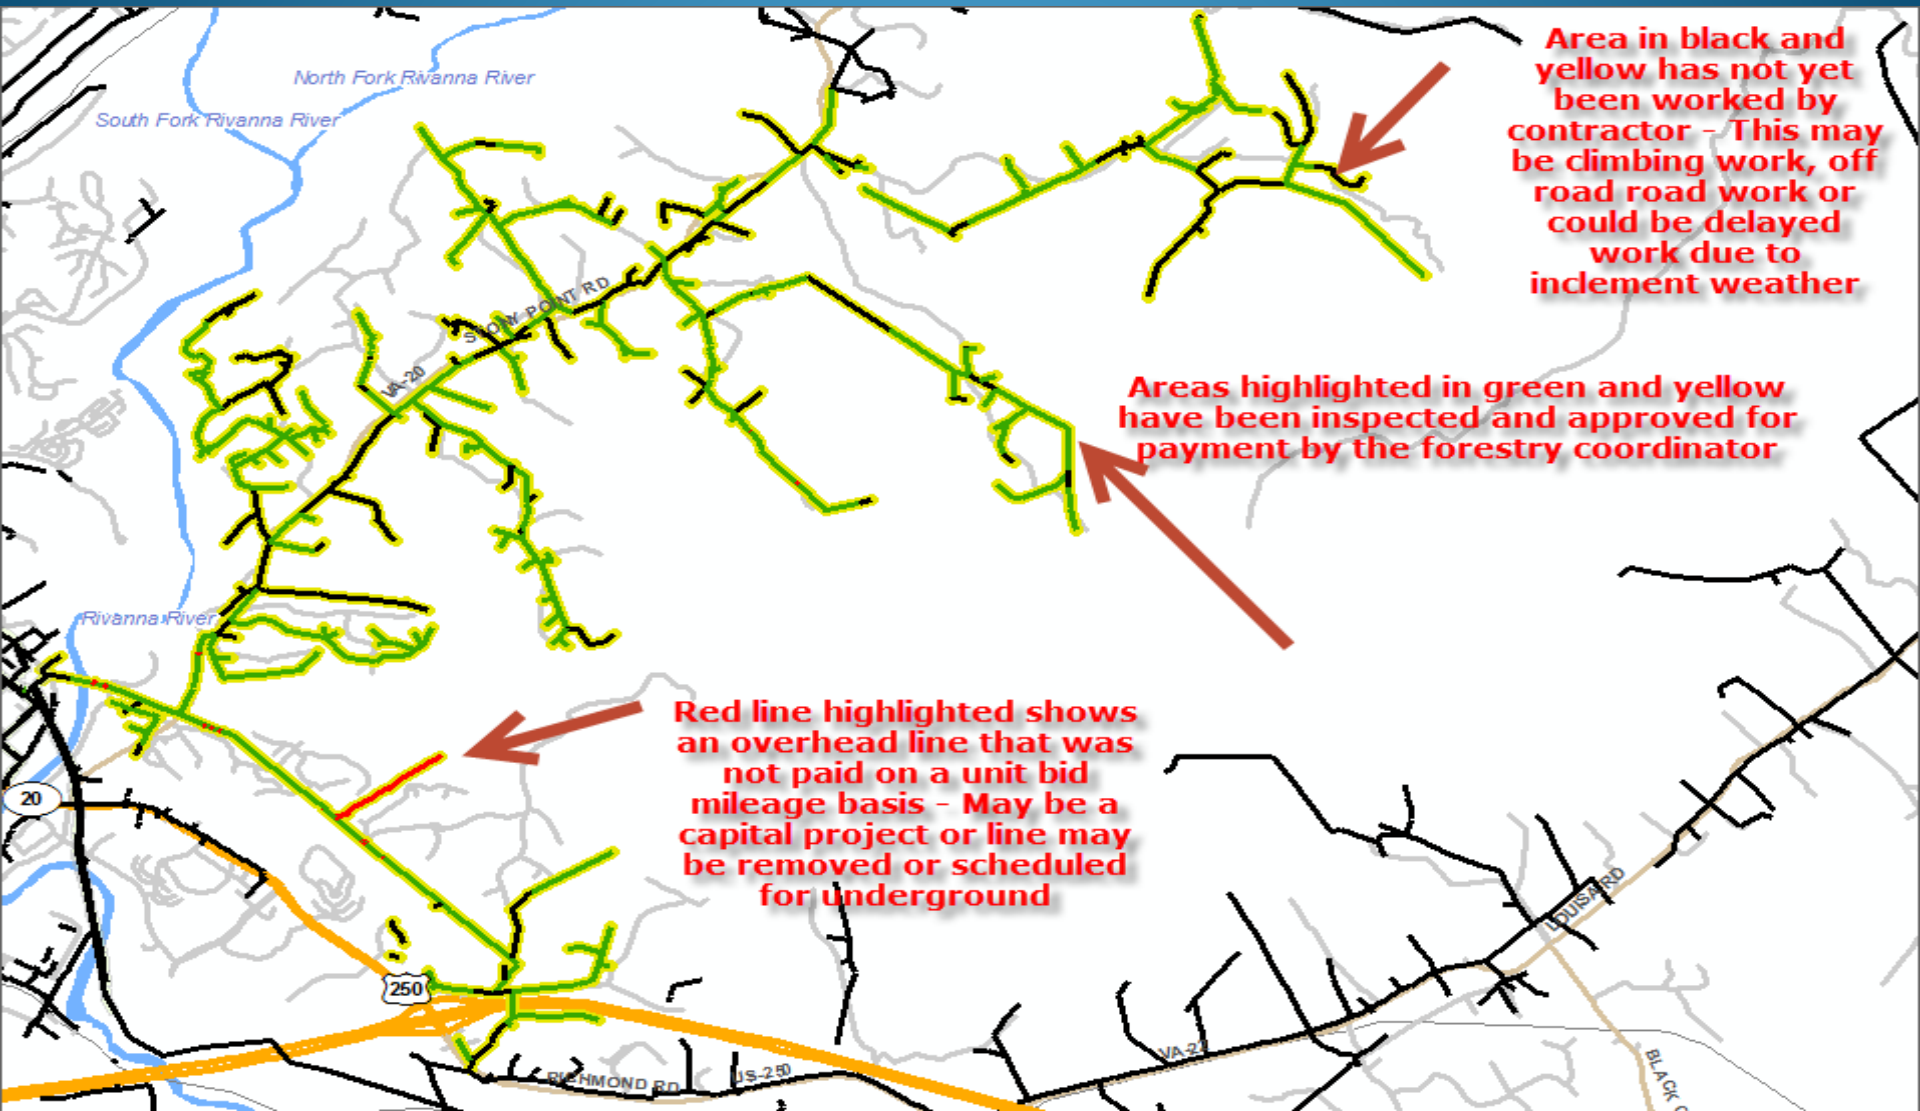 North Fork Rivanna River
South Fork Rivanna River
Area in black and
yellow has not yet
been worked by
contractor - This may
be climbing work, off
road road work or
could be delayed
work due to
inclement weather
STONY POINT RD
VA-20
Areas highlighted in green and yellow
have been inspected and approved for
payment by the forestry coordinator
Rivanna River
Red line highlighted shows
an overhead line that was
not paid on a unit bid
mileage basis - May be a
capital project or line may
be removed or scheduled
for underground
20
LOUISA RD
250
VA-22
RICHMOND RD
US-250
BLACK